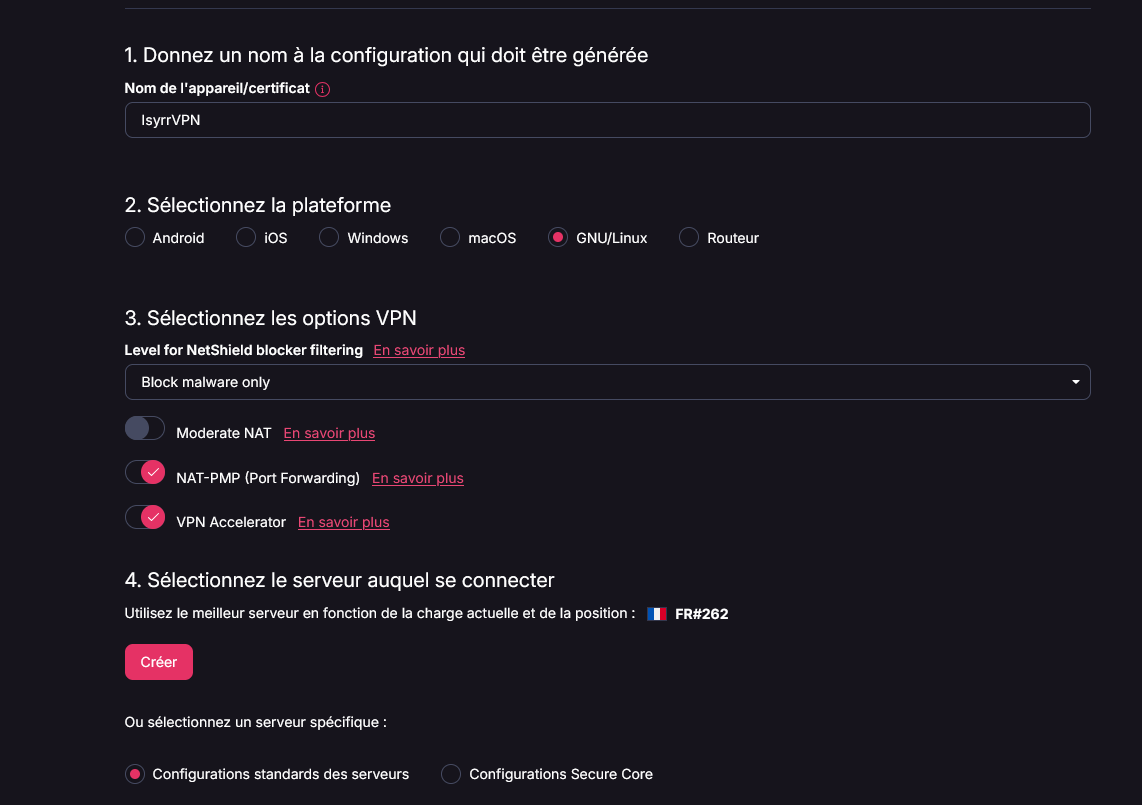 1. Donnez un nom à la configuration qui doit être générée
Nom de l'appareil/certificat
IsyrrVPN
2. Sélectionnez la plateforme
Android iOS Windows macOS GNU/Linux Routeur
3. Sélectionnez les options VPN
Level for NetShield blocker filtering En savoir plus
Block malware only
Moderate NAT En savoir plus
NAT-PMP (Port Forwarding) En savoir plus
VPN Accelerator En savoir plus
4. Sélectionnez le serveur auquel se connecter
Utilisez le meilleur serveur en fonction de la charge actuelle et de la position : FR#262
Créer
Ou sélectionnez un serveur spécifique :
Configurations standards des serveurs Configurations Secure Core